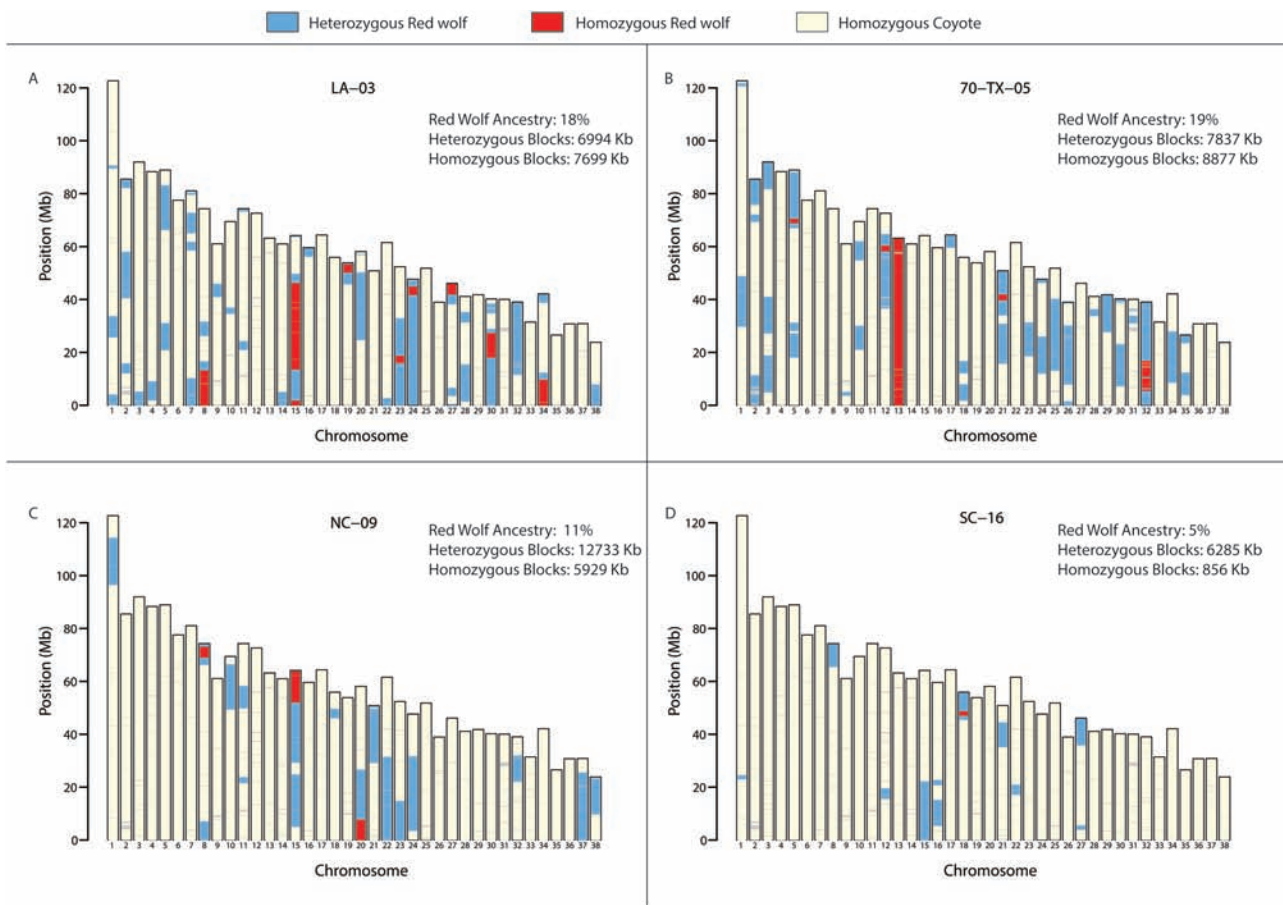 Heterozygous Red wolf
Homozygous Red wolf
Homozygous Coyote
A
LA−03
Red Wolf Ancestry: 18%
Heterozygous Blocks: 6994 Kb
Homozygous Blocks: 7699 Kb
Position (Mb)
120
100
80
60
40
20
0
1 2 3 4 5 6 7 8 9 10 11 12 13 14 15 16 17 18 19 20 21 22 23 24 25 26 27 28 29 30 31 32 33 34 35 36 37 38
Chromosome
B
70−TX−05
Red Wolf Ancestry: 19%
Heterozygous Blocks: 7837 Kb
Homozygous Blocks: 8877 Kb
Position (Mb)
120
100
80
60
40
20
0
1 2 3 4 5 6 7 8 9 10 11 12 13 14 15 16 17 18 19 20 21 22 23 24 25 26 27 28 29 30 31 32 33 34 35 36 37 38
Chromosome
C
NC−09
Red Wolf Ancestry: 11%
Heterozygous Blocks: 12733 Kb
Homozygous Blocks: 5929 Kb
Position (Mb)
120
100
80
60
40
20
0
1 2 3 4 5 6 7 8 9 10 11 12 13 14 15 16 17 18 19 20 21 22 23 24 25 26 27 28 29 30 31 32 33 34 35 36 37 38
Chromosome
D
SC−16
Red Wolf Ancestry: 5%
Heterozygous Blocks: 6285 Kb
Homozygous Blocks: 856 Kb
Position (Mb)
120
100
80
60
40
20
0
1 2 3 4 5 6 7 8 9 10 11 12 13 14 15 16 17 18 19 20 21 22 23 24 25 26 27 28 29 30 31 32 33 34 35 36 37 38
Chromosome